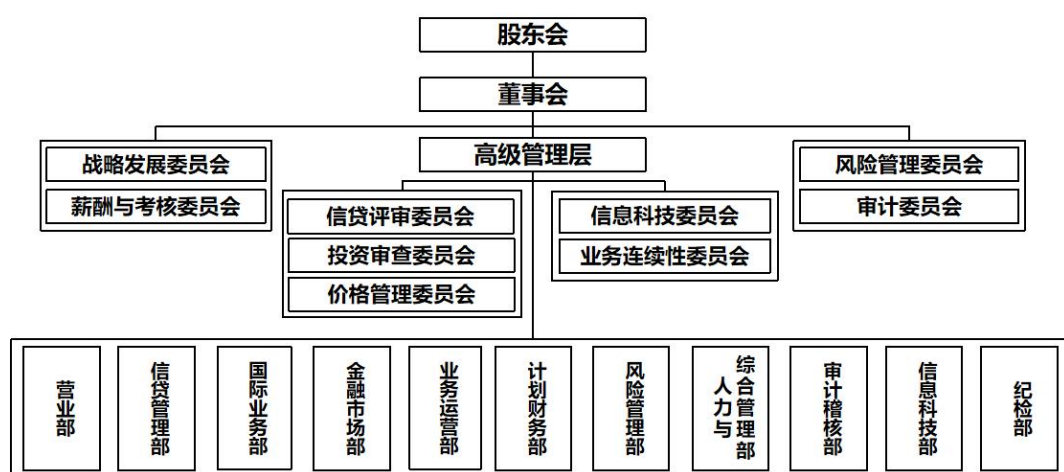 股东会
董事会
高级管理层
战略发展委员会
薪酬与考核委员会
风险管理委员会
审计委员会
信贷评审委员会
投资审查委员会
价格管理委员会
信息科技委员会
业务连续性委员会
营业部
信贷管理部
国际业务部
金融市场部
业务运营部
计划财务部
风险管理部
人力与
综合管理部
审计稽核部
信息科技部
纪检部